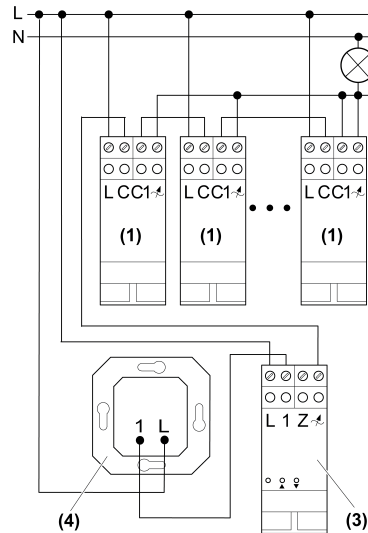 L
N
L C C1 L C C1 L C C1
(1) (1) (1)
1 L
L 1 Z
(4) (3)